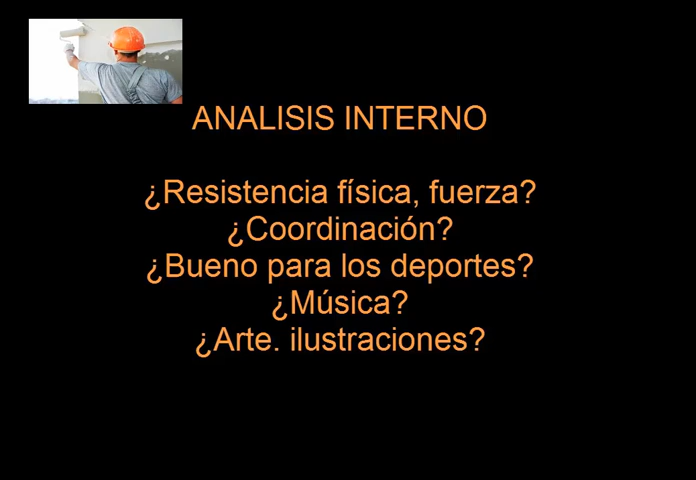 ANALISIS INTERNO
¿Resistencia física, fuerza?
¿Coordinación?
¿Bueno para los deportes?
¿Música?
¿Arte. ilustraciones?